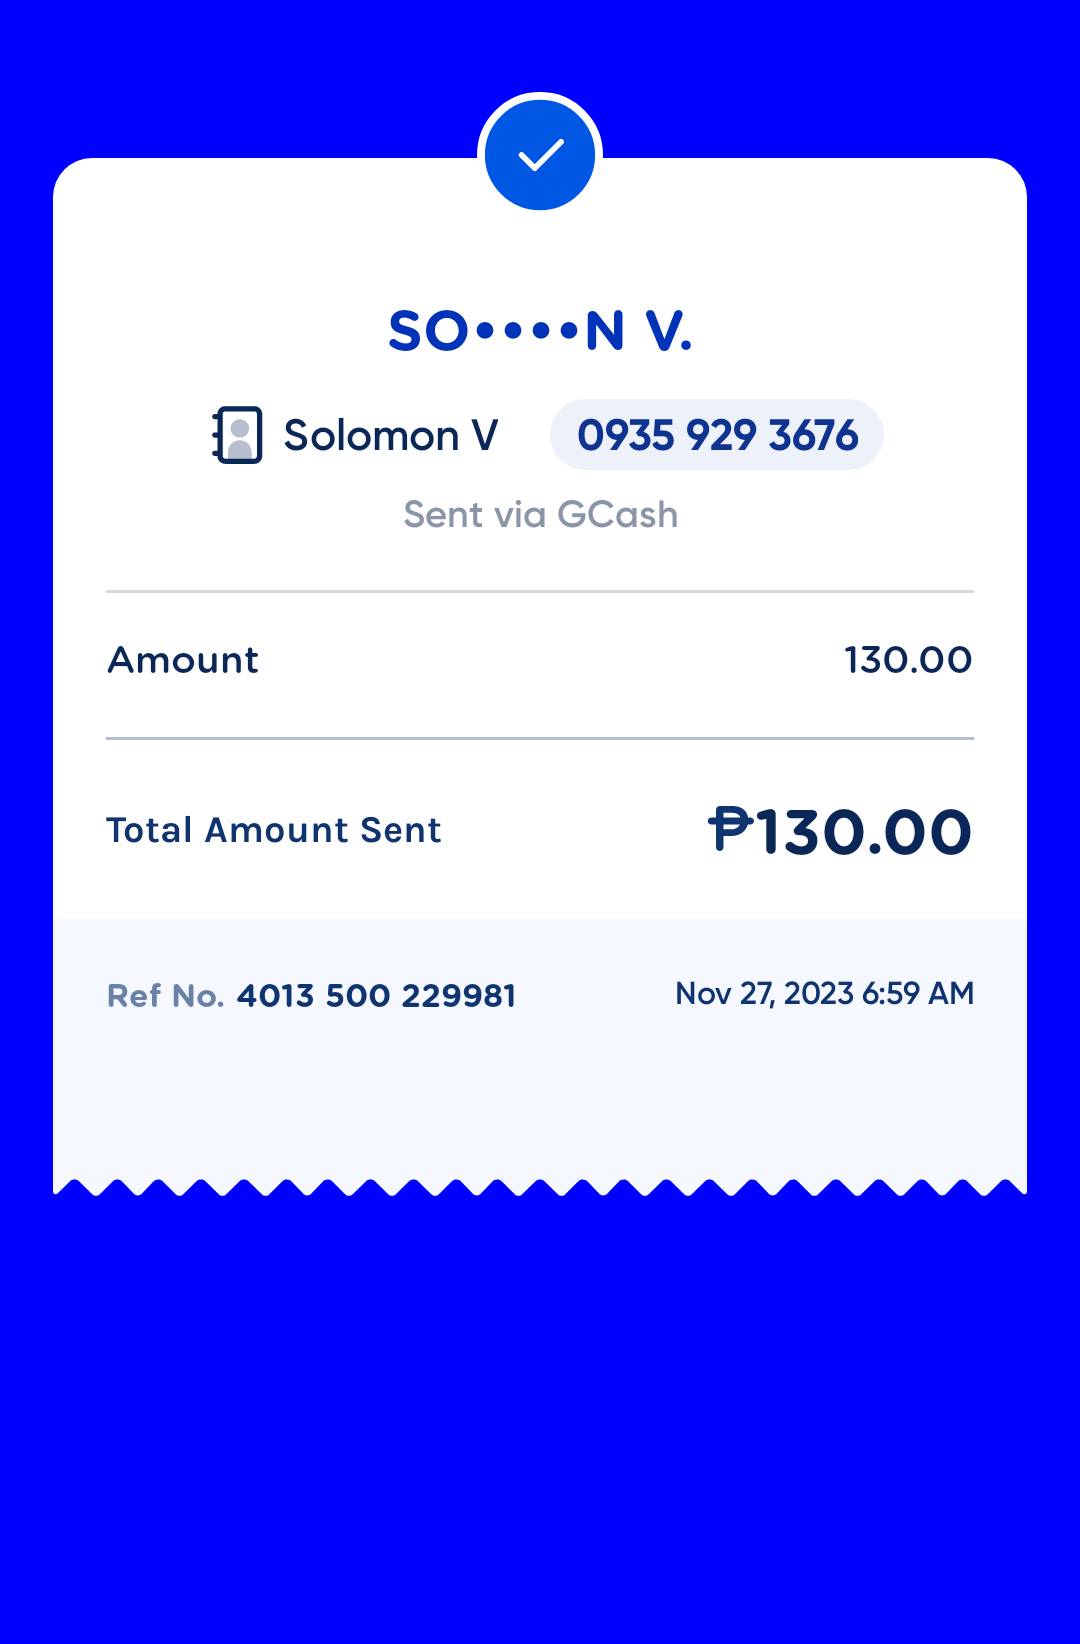 SO••••N V.
Solomon V 0935 929 3676
Sent via GCash
Amount 130.00
Total Amount Sent ₱130.00
Ref No. 4013 500 229981 Nov 27, 2023 6:59 AM